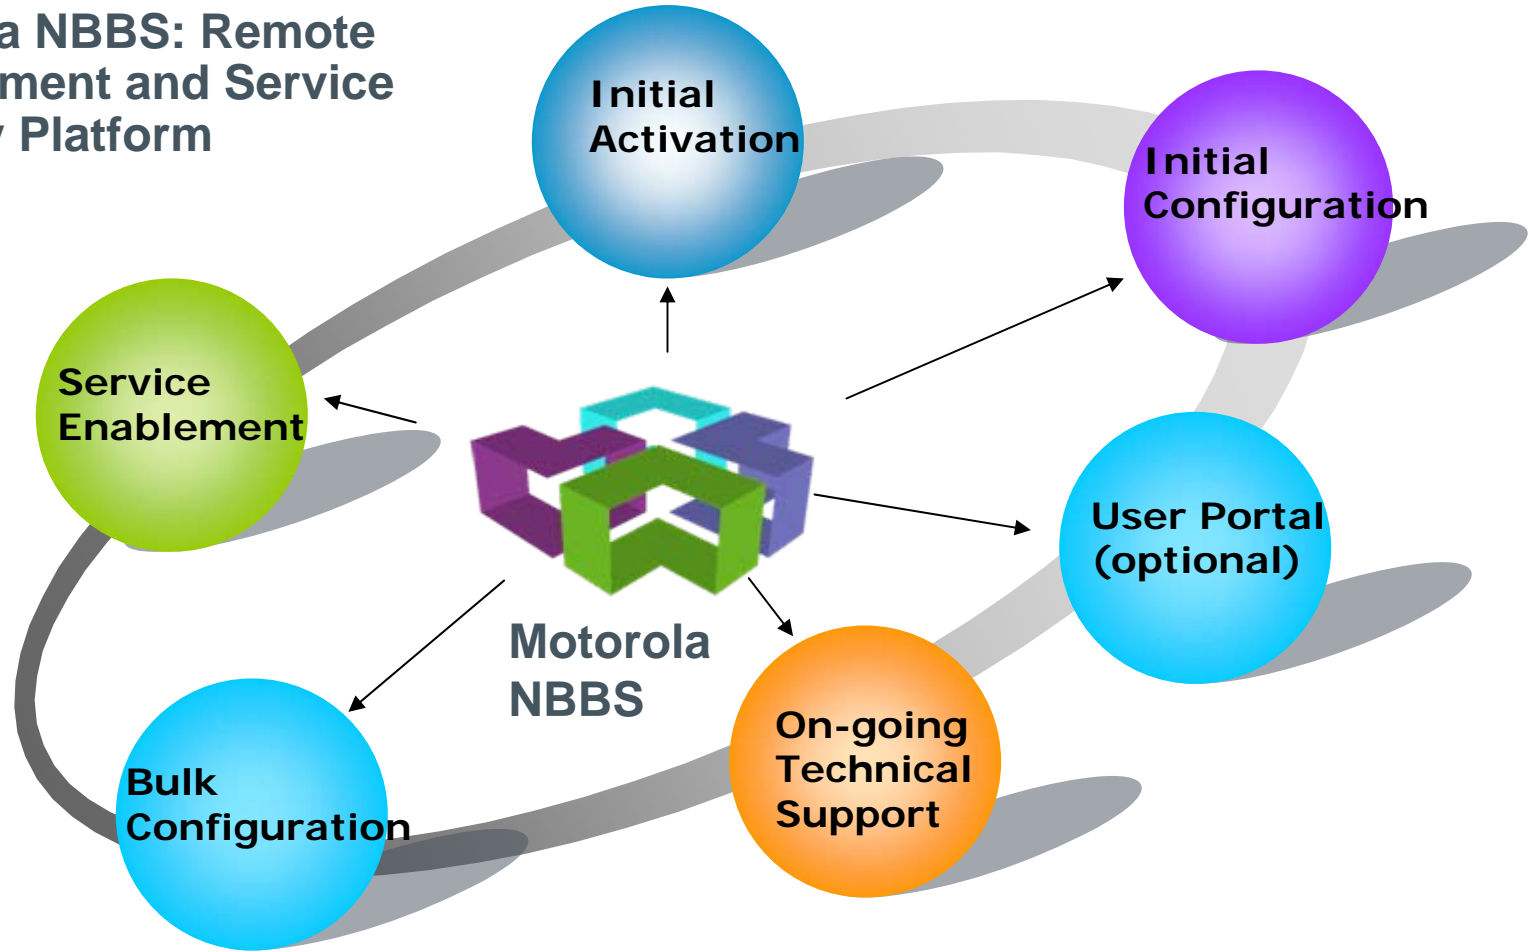 a NBBS: Remote
ment and Service
Platform
Initial
Activation
Initial
Configuration
Service
Enablement
User Portal
(optional)
Motorola
NBBS
On-going
Technical
Support
Bulk
Configuration